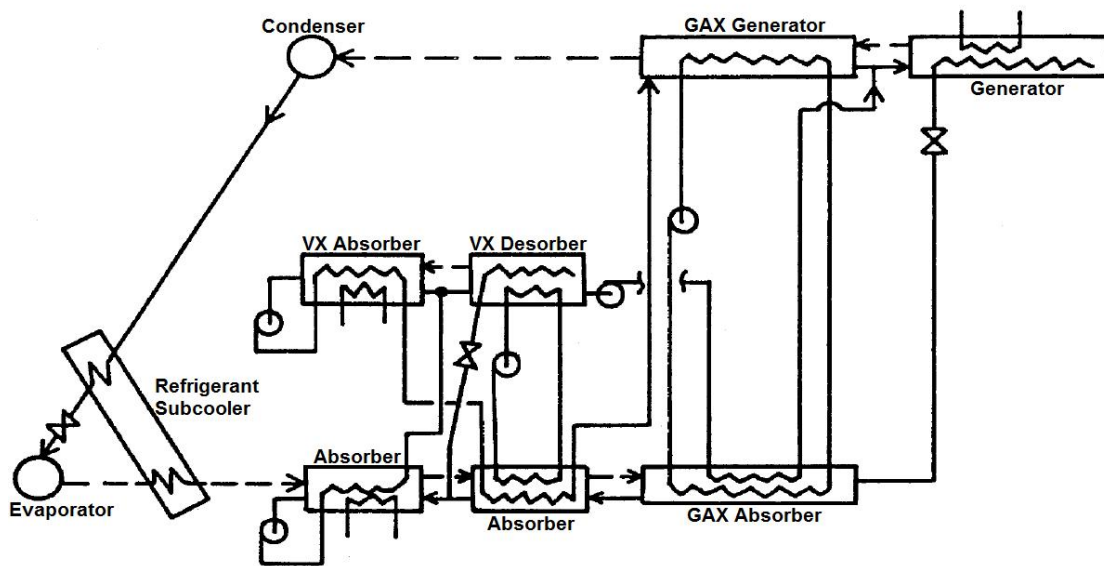 Condenser
GAX Generator
Generator
VX Absorber
VX Desorber
Refrigerant
Subcooler
Evaporator
Absorber
Absorber
GAX Absorber